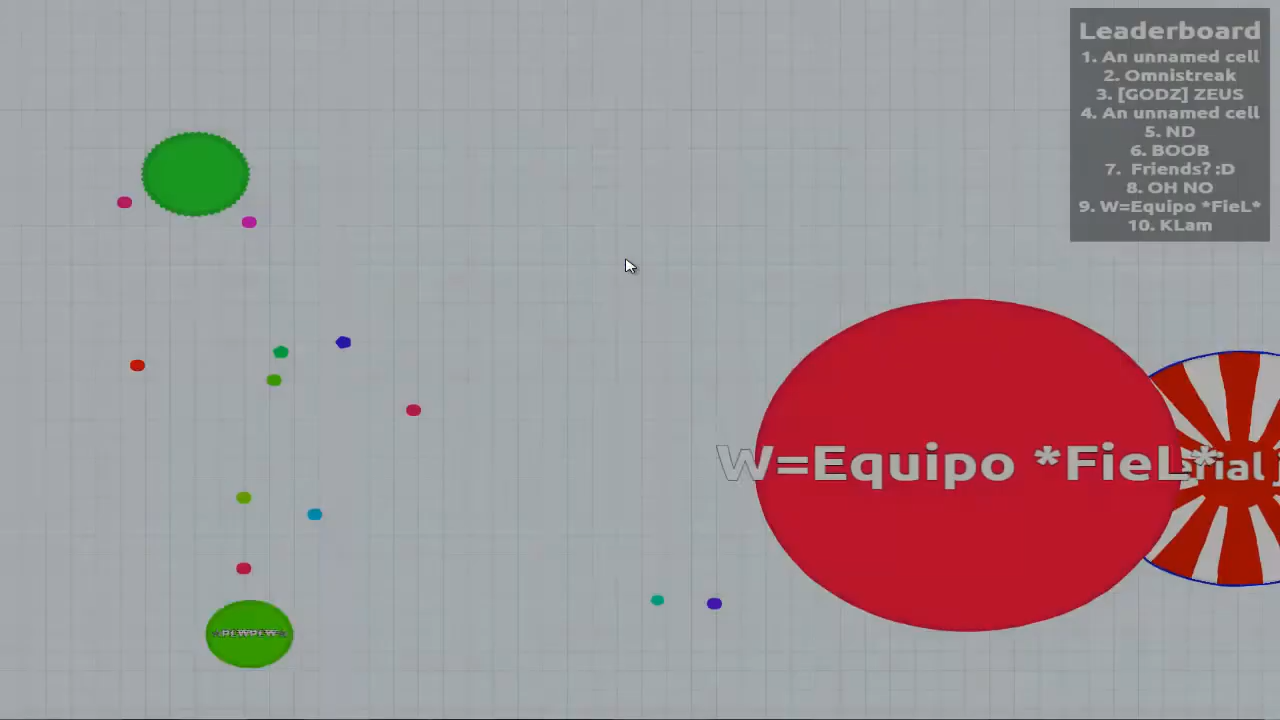 Leaderboard
1. An unnamed cell
2. Omnistreak
3. [GODZ] ZEUS
4. An unnamed cell
5. ND
6. BOOB
7. Friends? :D
8. OH NO
9. W=Equipo *FieL*
10. KLam
W=Equipo *FieL*
erial j